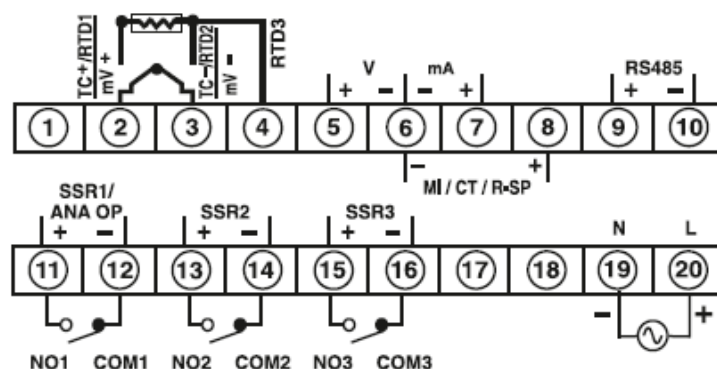 TC+/RTD1
mV +
TC-/RTD2
mV -
RTD3
V
mA
RS485
+ -
- +
+ -
1 2 3 4 5 6 7 8 9 10
- +
MI / CT / R-SP
SSR1/
ANA OP
SSR2
SSR3
N L
+ -
+ -
+ -
11 12 13 14 15 16 17 18 19 20
- +
NO1 COM1 NO2 COM2 NO3 COM3